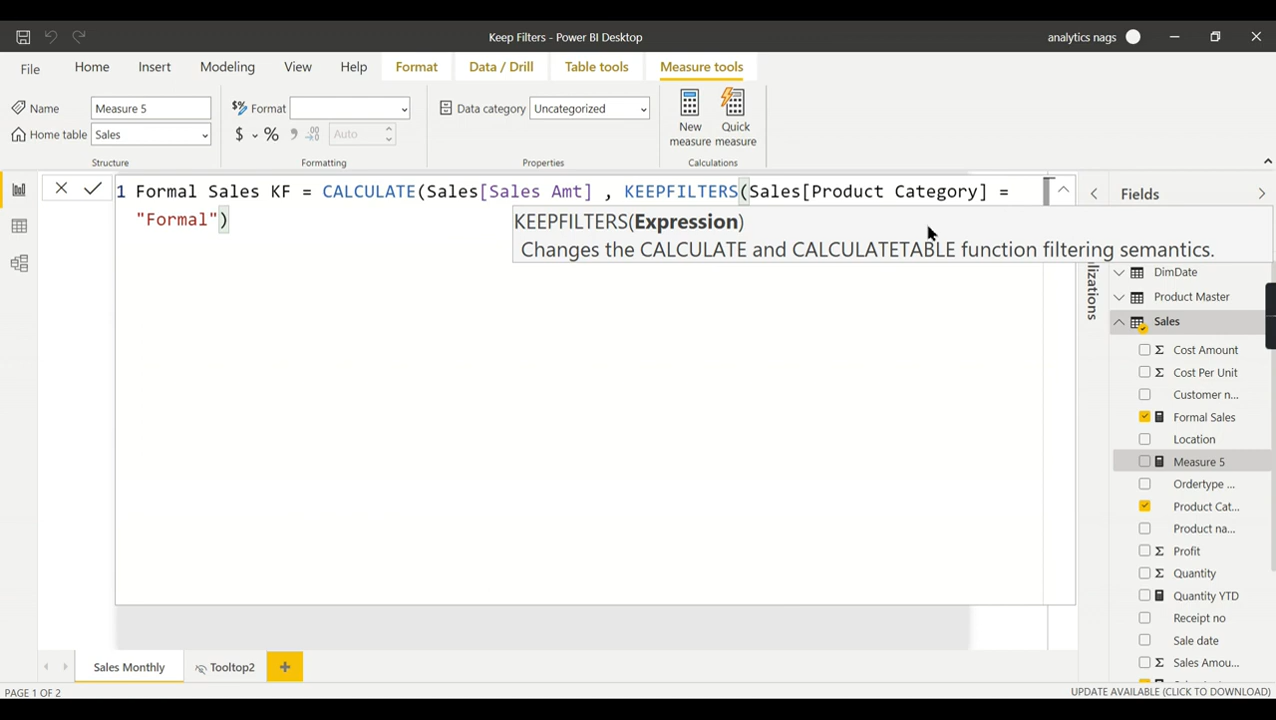 Keep Filters - Power BI Desktop
analytics nags
File Home Insert Modeling View Help Format Data / Drill Table tools Measure tools
Name Measure 5
Home table Sales
Structure
Format
$ % Auto
Formatting
Data category Uncategorized
Properties
New measure
Quick measure
Calculations
1 Formal Sales KF = CALCULATE(Sales[Sales Amt] , KEEPFILTERS(Sales[Product Category] =
"Formal")
KEEPFILTERS(Expression)
Changes the CALCULATE and CALCULATETABLE function filtering semantics.
Fields
lizations
DimDate
Product Master
Sales
Cost Amount
Cost Per Unit
Customer n...
Formal Sales
Location
Measure 5
Ordertype ...
Product Cat...
Product na...
Profit
Quantity
Quantity YTD
Receipt no
Sale date
Sales Amou...
Sales Monthly
Tooltop2
+
PAGE 1 OF 2
UPDATE AVAILABLE (CLICK TO DOWNLOAD)